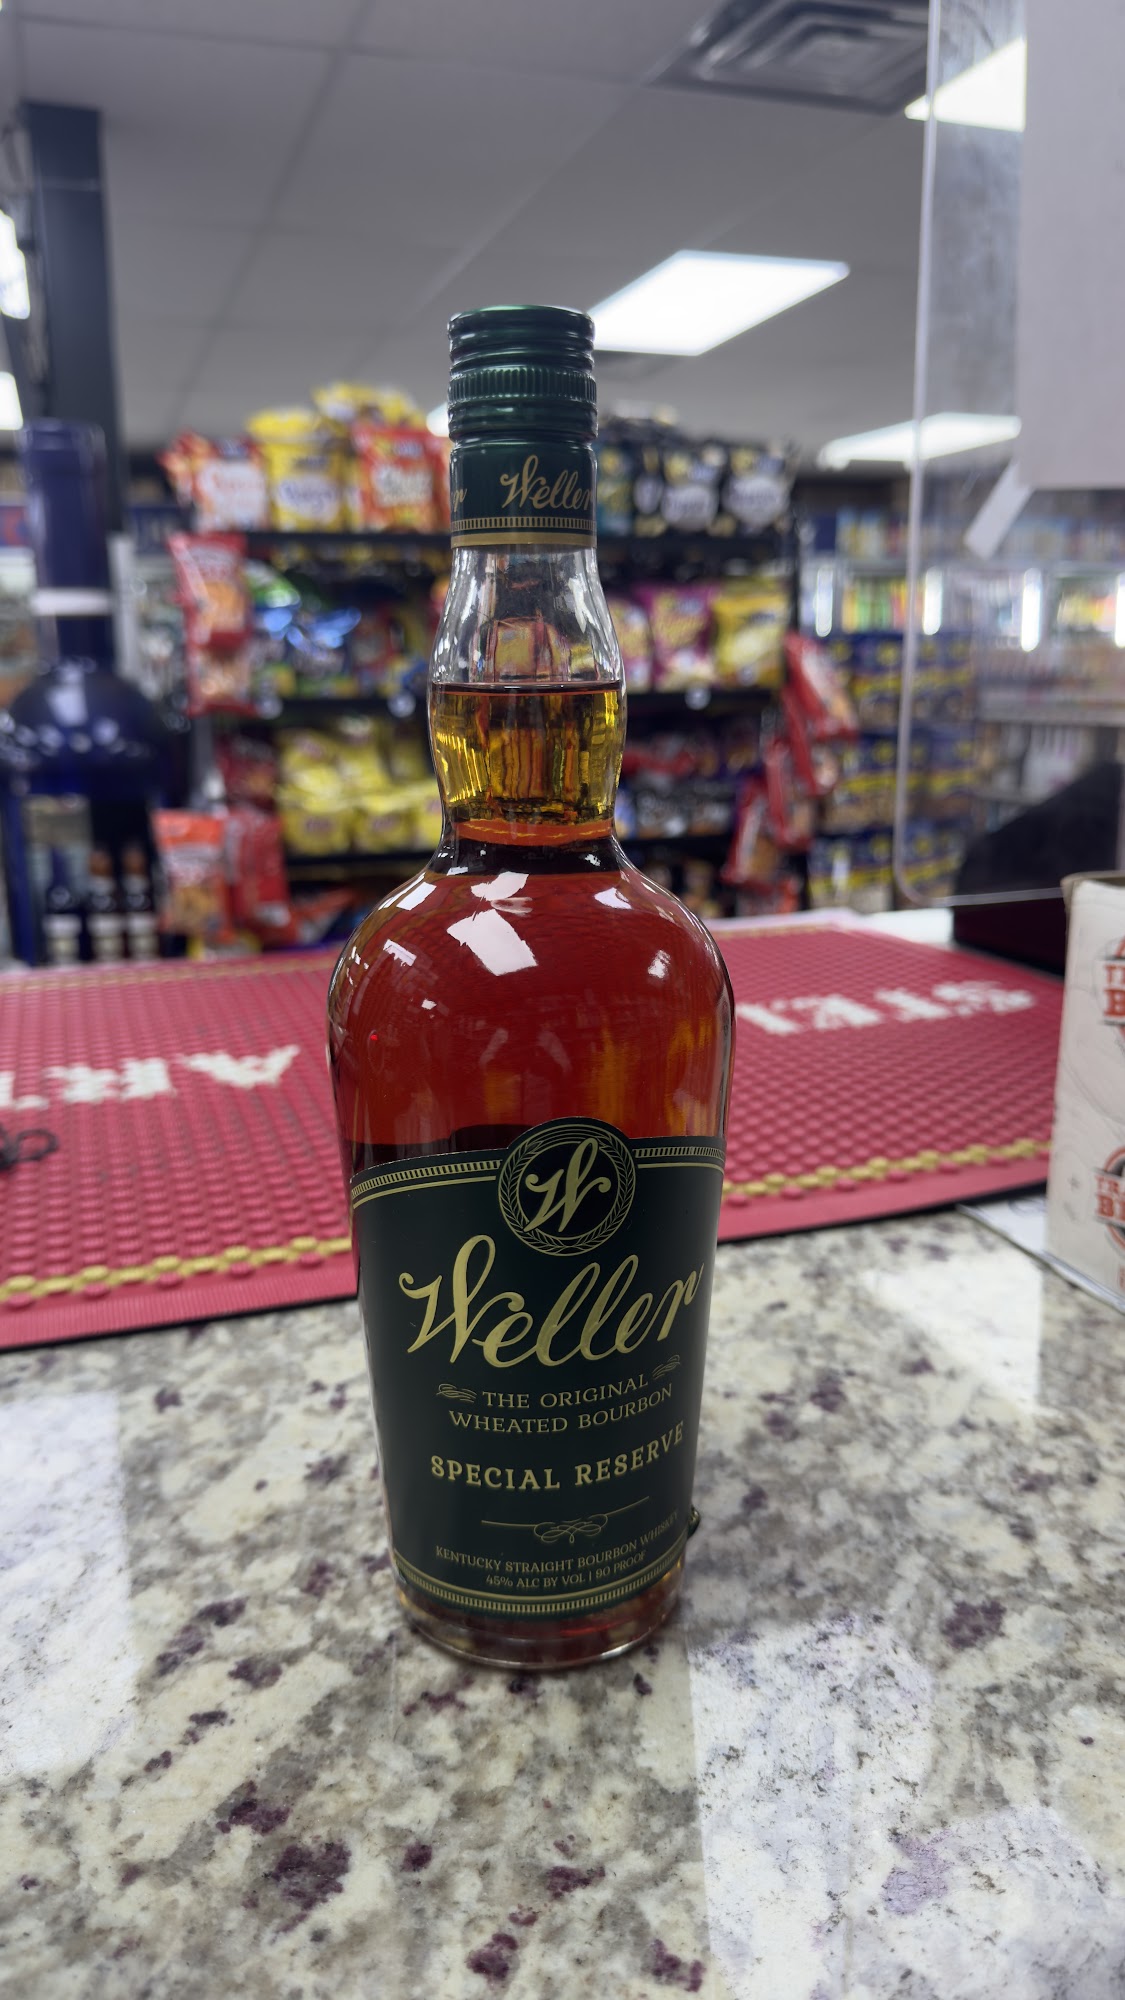 Weller
W
Weller
THE ORIGINAL
WHEATED BOURBON
SPECIAL RESERVE
KENTUCKY STRAIGHT BOURBON WHISKEY
45% ALC BY VOL | 90 PROOF